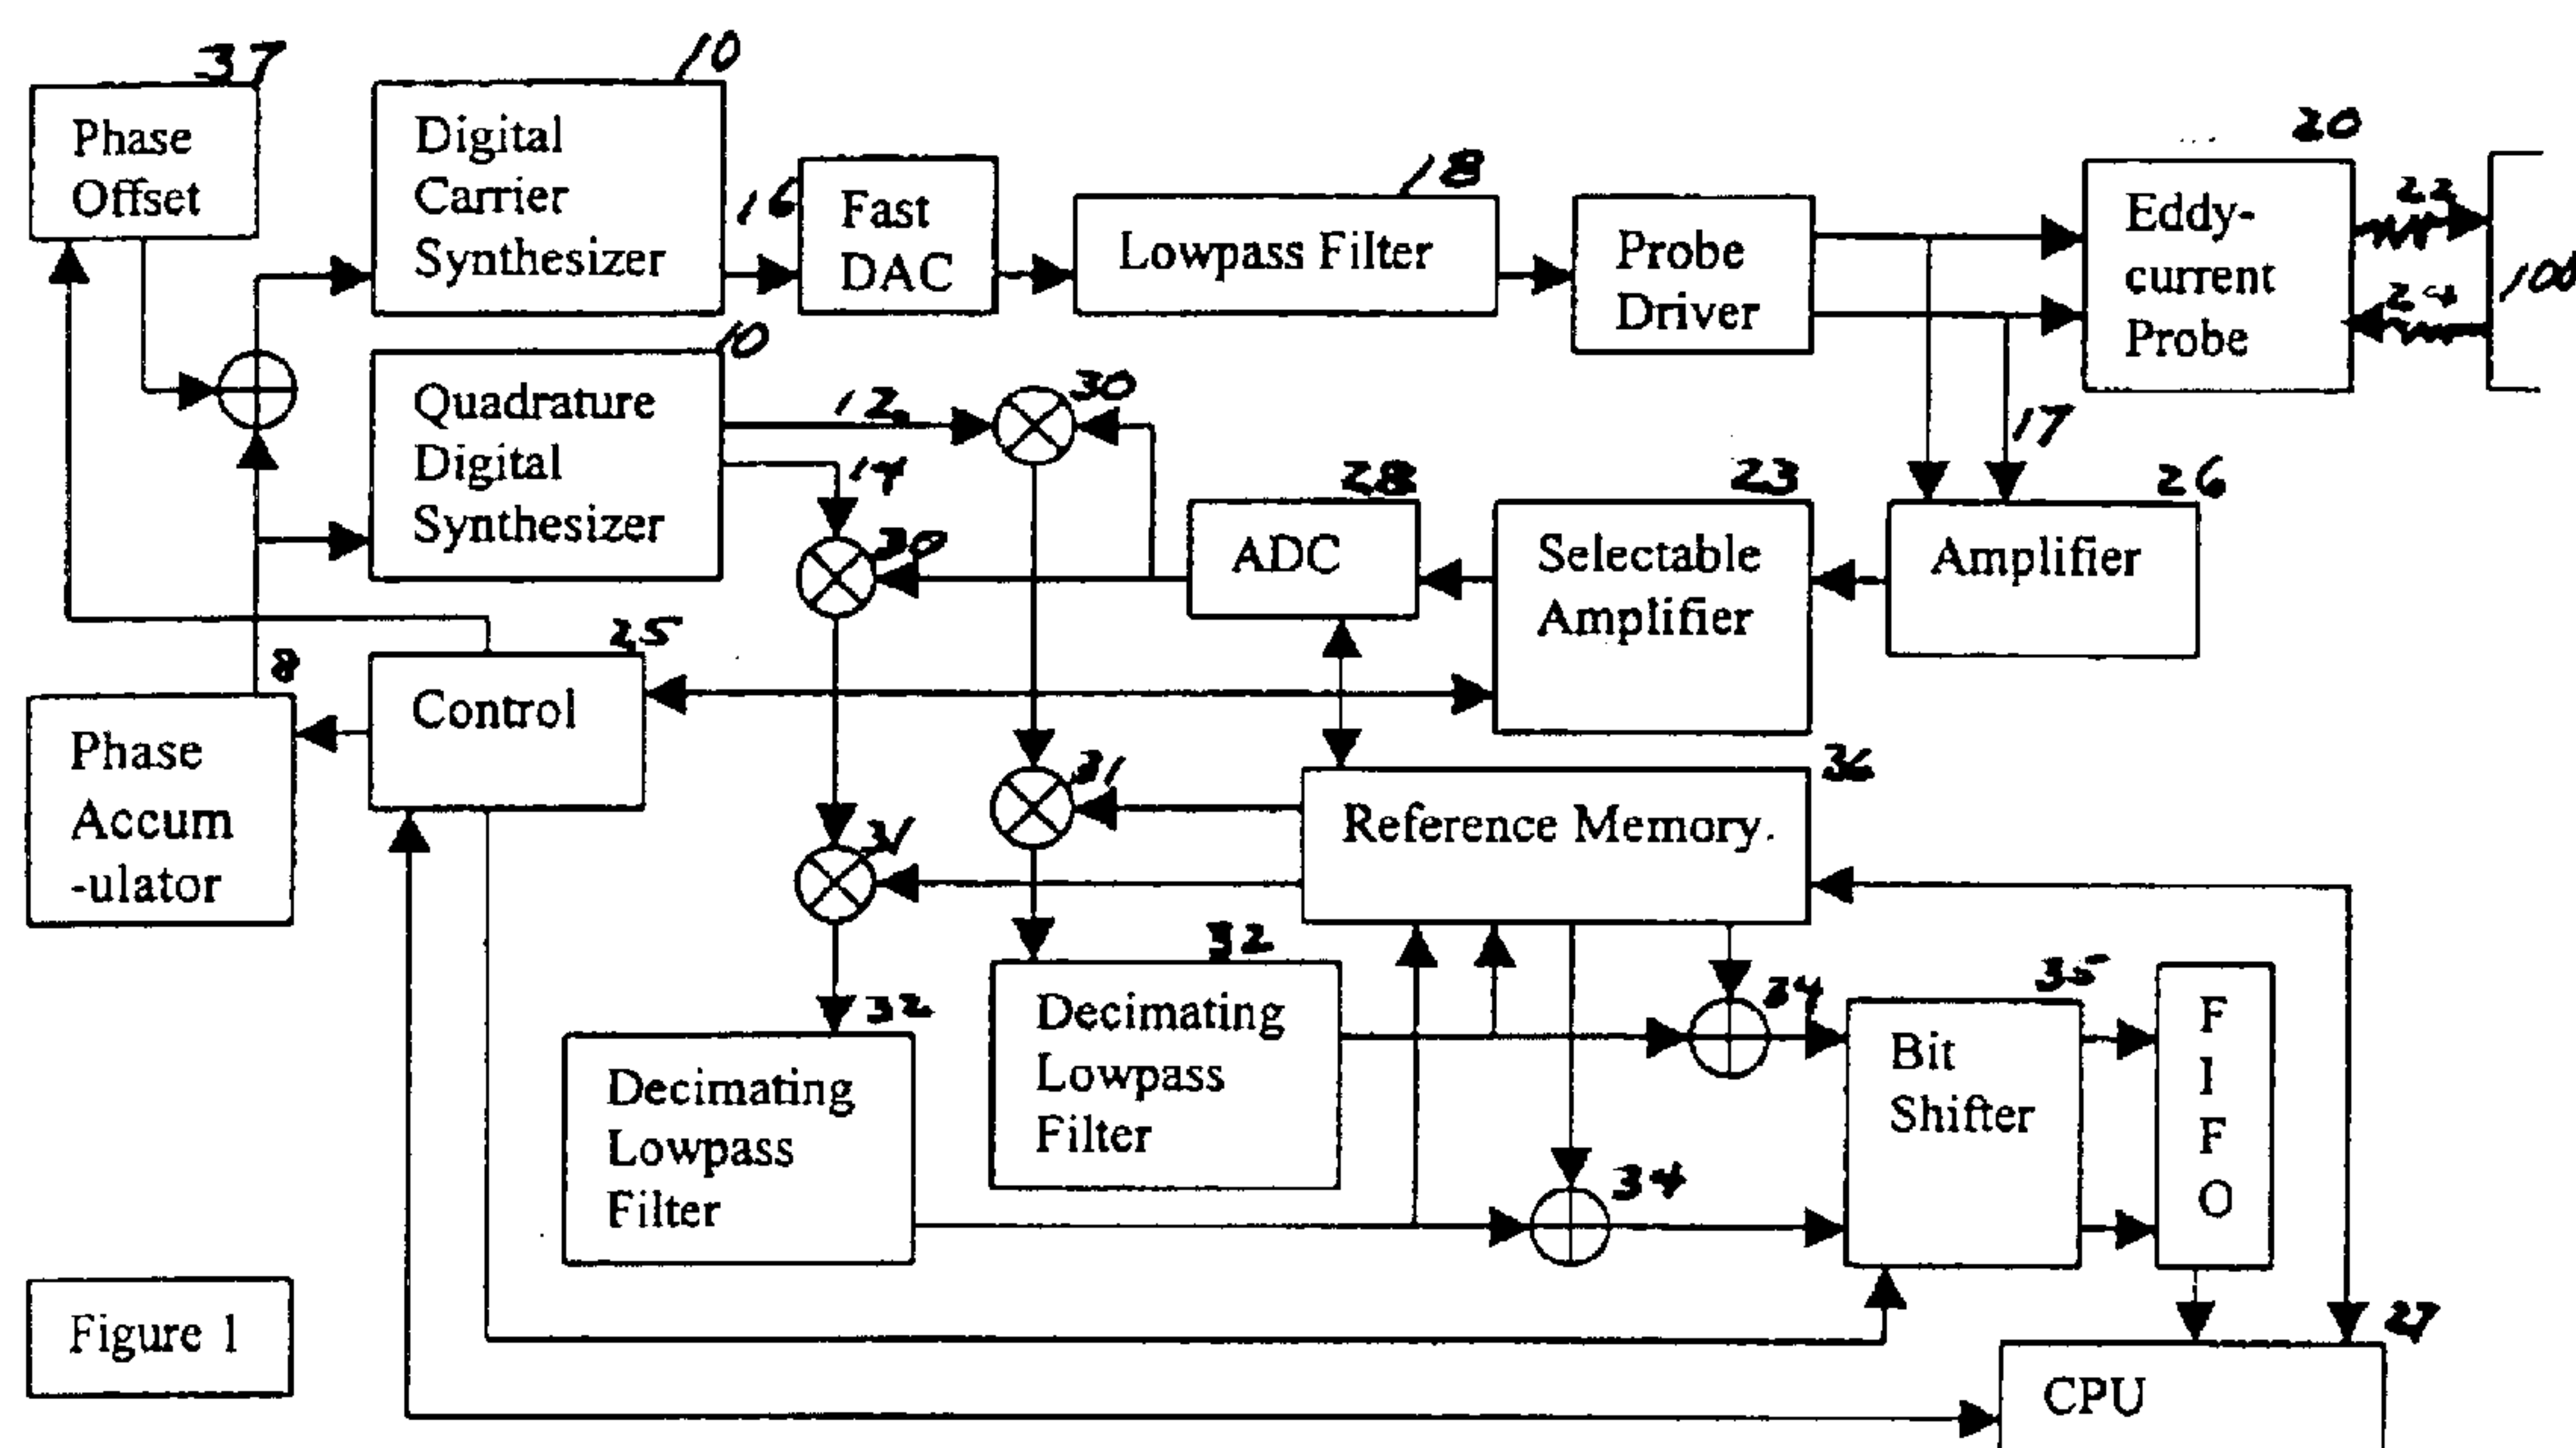 37
Phase
Offset
10
Digital
Carrier
Synthesizer
16
Fast
DAC
18
Lowpass Filter
Probe
Driver
20
Eddy-
current
Probe
22
24
100
10
Quadrature
Digital
Synthesizer
12
14
30
30
17
28
ADC
23
Selectable
Amplifier
26
Amplifier
8
Phase
Accum
-ulator
25
Control
31
31
36
Reference Memory.
32
Decimating
Lowpass
Filter
32
Decimating
Lowpass
Filter
34
34
35
Bit
Shifter
F
I
F
O
27
CPU
Figure 1